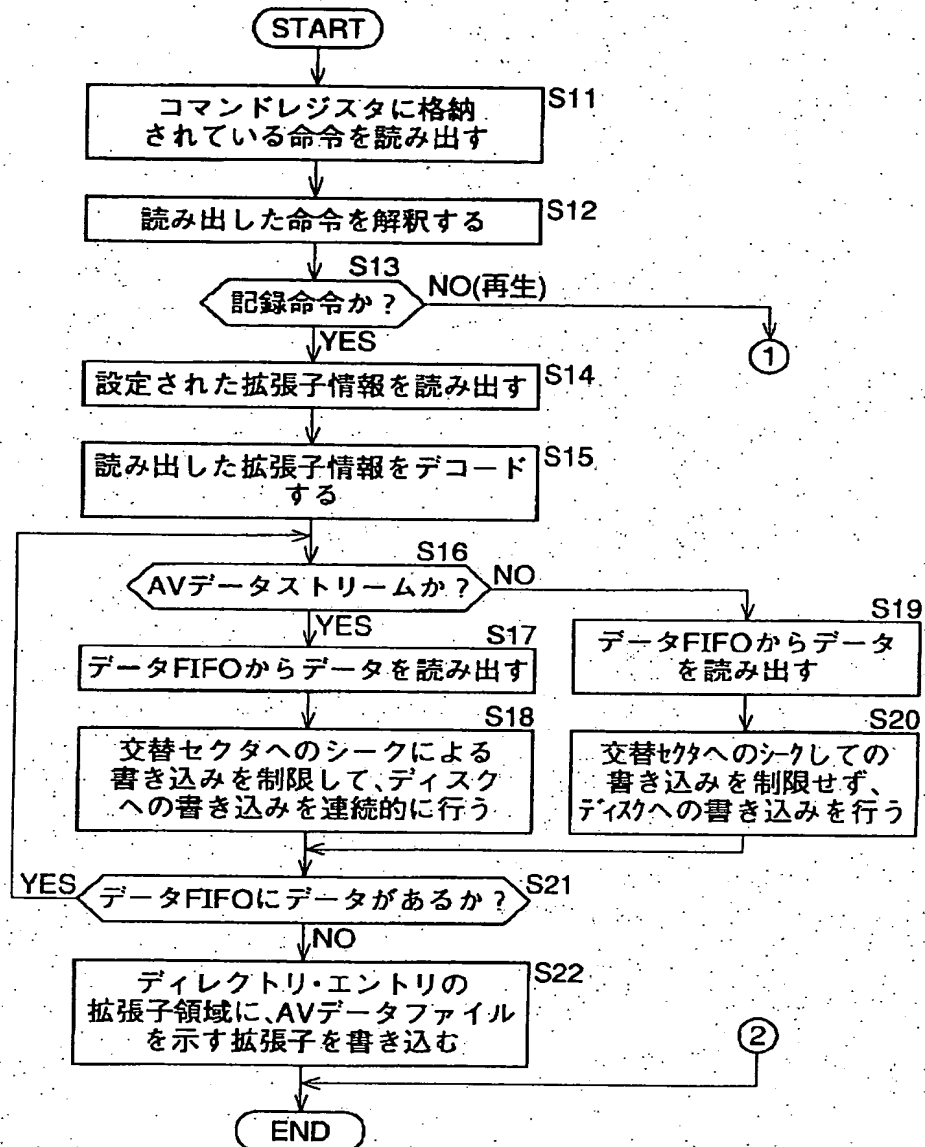 START
コマンドレジスタに格納
されている命令を読み出す
S11
読み出した命令を解釈する
S12
S13
記録命令か？
NO(再生)
YES
①
設定された拡張子情報を読み出す
S14
読み出した拡張子情報をデコード
する
S15
S16
AVデータストリームか？
NO
YES
S17
データFIFOからデータを読み出す
S19
データFIFOからデータ
を読み出す
S18
交替セクタへのシークによる
書き込みを制限して、ディスク
への書き込みを連続的に行う
S20
交替セクタへのシークしての
書き込みを制限せず、
ディスクへの書き込みを行う
YES
データFIFOにデータがあるか？
S21
NO
ディレクトリ・エントリの
拡張子領域に、AVデータファイル
を示す拡張子を書き込む
S22
②
END